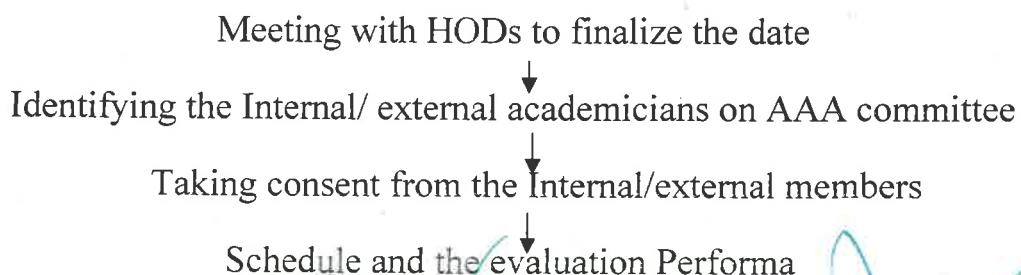 Meeting with HODs to finalize the date
Identifying the Internal/ external academicians on AAA committee
Taking consent from the Internal/external members
Schedule and the evaluation Performa